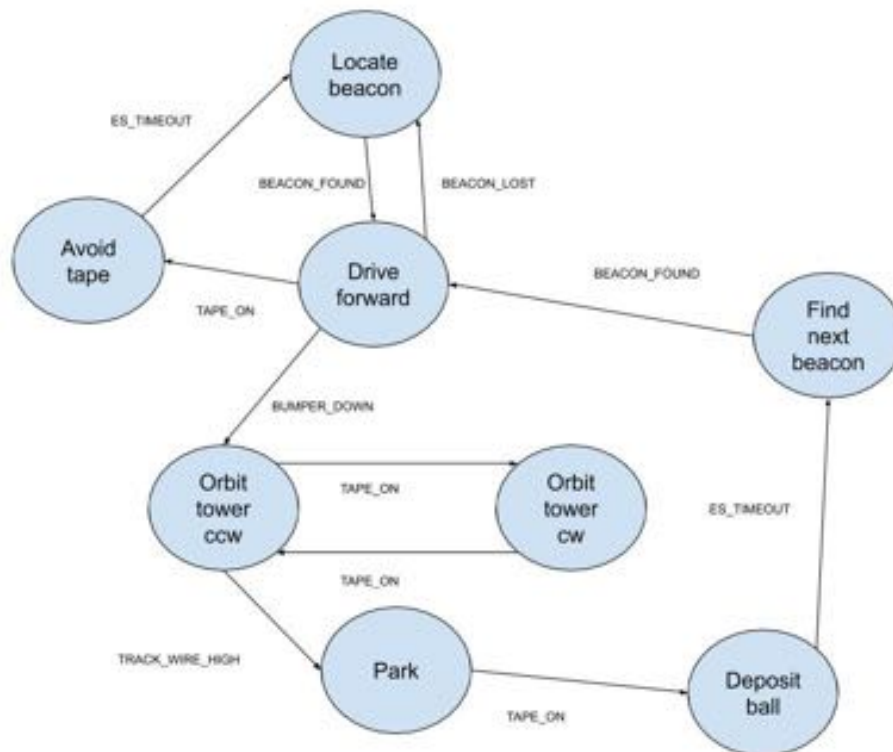 Locate
beacon
ES_TIMEOUT
BEACON_FOUND
BEACON_LOST
Avoid
tape
Drive
forward
BEACON_FOUND
TAPE_ON
Find
next
beacon
BUMPER_DOWN
Orbit
tower
ccw
TAPE_ON
Orbit
tower
cw
ES_TIMEOUT
TAPE_ON
TRACK_WIRE_HIGH
Park
Deposit
ball
TAPE_ON